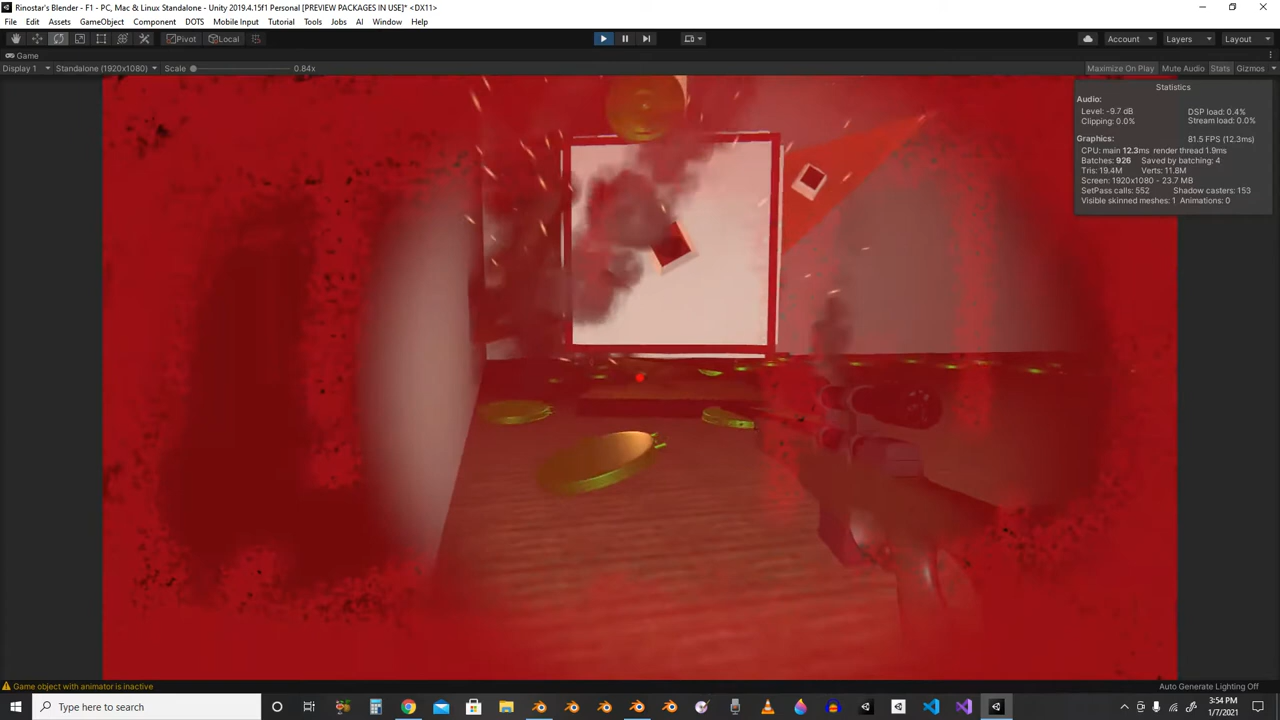 Rinostar's Blender - F1 - PC, Mac & Linux Standalone - Unity 2019.4.15f1 Personal [PREVIEW PACKAGES IN USE]* <DX11>
File Edit Assets GameObject Component DOTS Mobile Input Tutorial Tools Jobs AI Window Help
Pivot Local Account Layers Layout
Game
Display 1 Standalone (1920x1080) Scale 0.84x Maximize On Play Mute Audio Stats Gizmos
Statistics
Audio:
Level: -9.7 dB DSP load: 0.4%
Clipping: 0.0% Stream load: 0.0%
Graphics: 81.5 FPS (12.3ms)
CPU: main 12.3ms render thread 1.9ms
Batches: 926 Saved by batching: 4
Tris: 19.4M Verts: 11.8M
Screen: 1920x1080 - 23.7 MB
SetPass calls: 552 Shadow casters: 153
Visible skinned meshes: 1 Animations: 0
Game object with animator is inactive Auto Generate Lighting Off
Type here to search
3:54 PM
1/7/2021